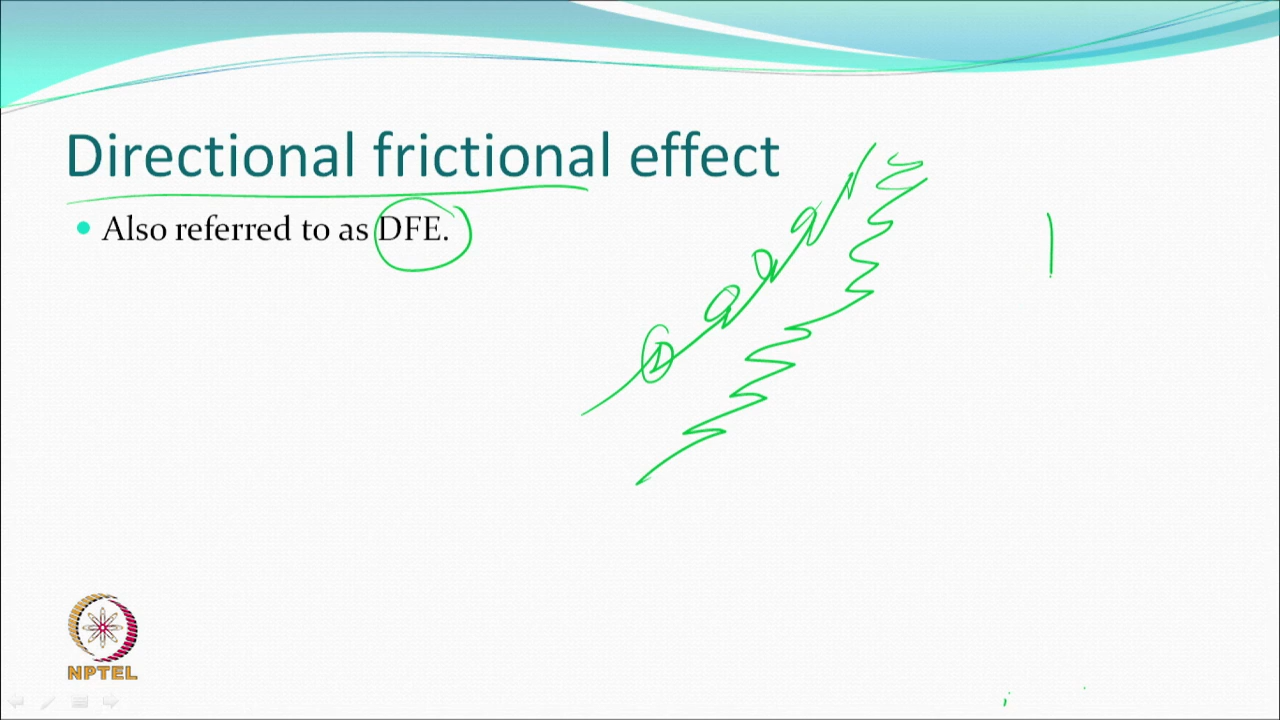 Directional frictional effect
Also referred to as DFE.
NPTEL